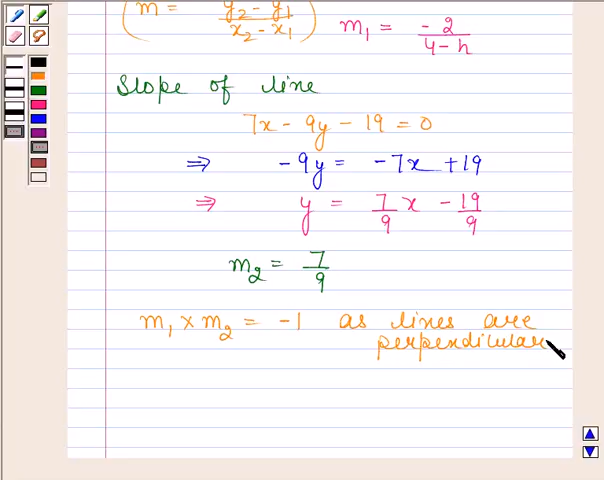 (m = y₂ - y₁ / x₂ - x₁) m₁ = -2 / 4 - h
Slope of line
7x - 9y - 19 = 0
⇒ -9y = -7x + 19
⇒ y = 7/9 x - 19/9
m₂ = 7/9
m₁ × m₂ = -1 as lines are
perpendicular